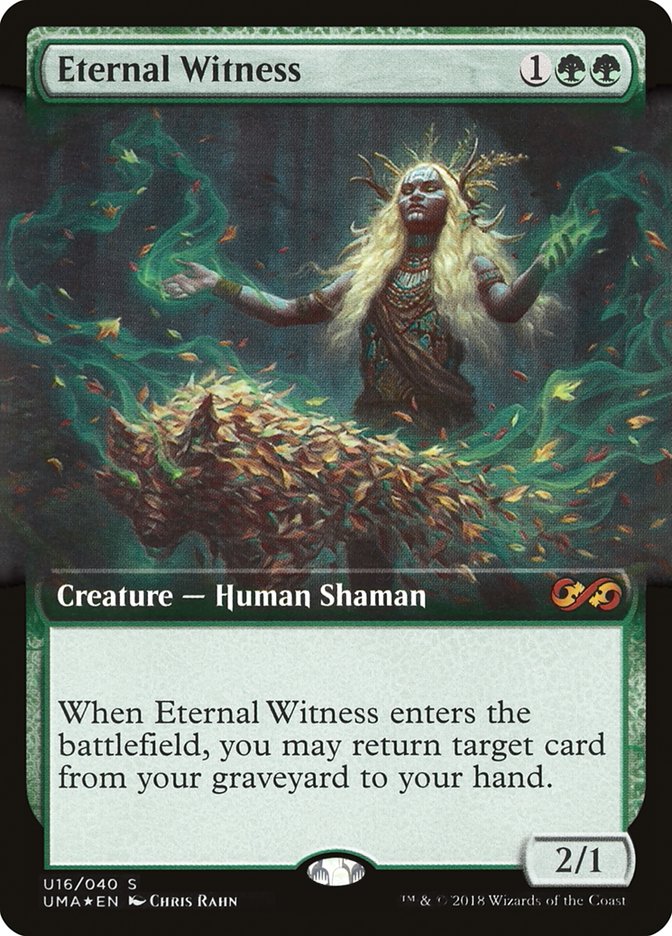 Eternal Witness 1
Creature — Human Shaman
When Eternal Witness enters the
battlefield, you may return target card
from your graveyard to your hand.
2/1
U16/040 S
UMA★EN Chris Rahn
™ & © 2018 Wizards of the Coast